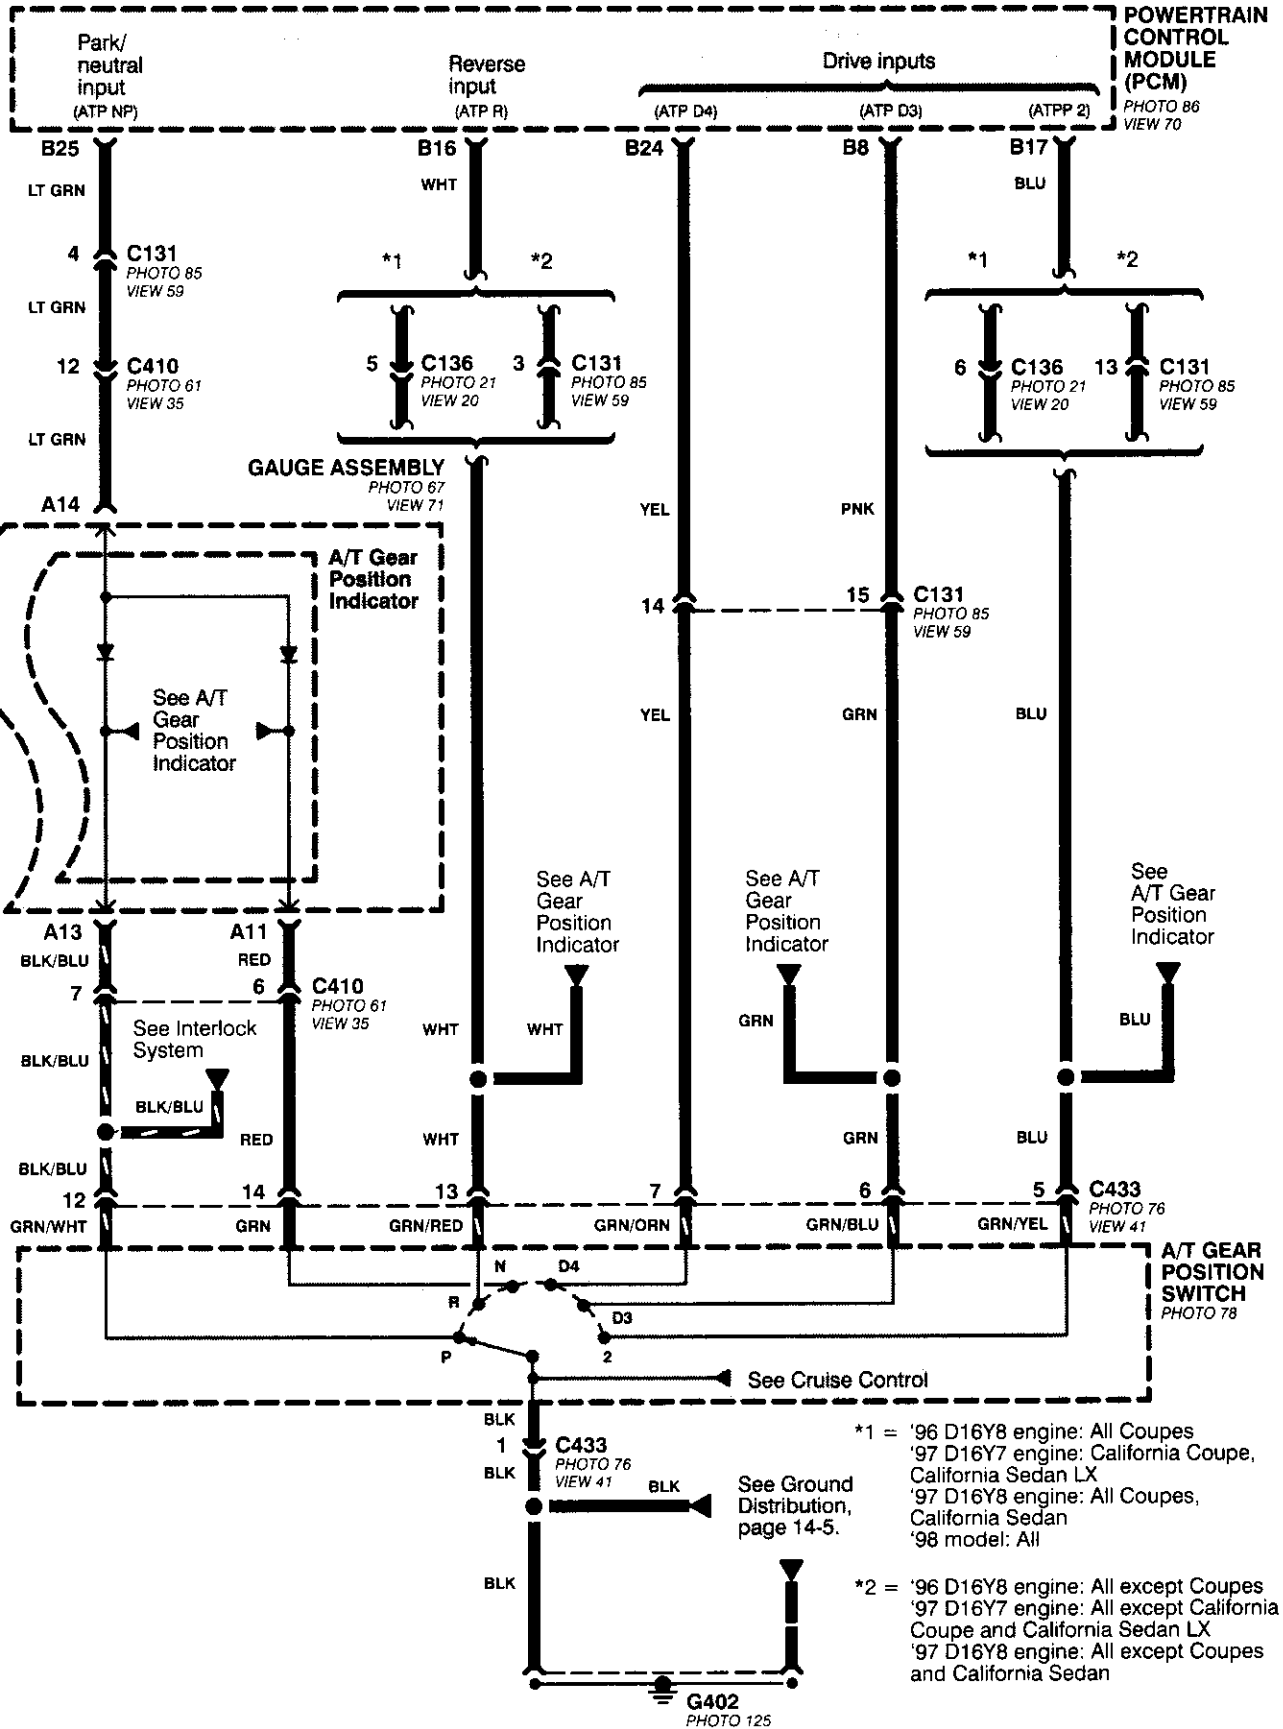 POWERTRAIN
CONTROL
MODULE
(PCM)
PHOTO 86
VIEW 70
Park/
neutral
input
(ATP NP)
Reverse
input
(ATP R)
Drive inputs
(ATP D4)
(ATP D3)
(ATPP 2)
B25
B16
B24
B8
B17
LT GRN
WHT
BLU
4
C131
PHOTO 85
VIEW 59
*1
*2
*1
*2
LT GRN
12
C410
PHOTO 61
VIEW 35
5
C136
PHOTO 21
VIEW 20
3
C131
PHOTO 85
VIEW 59
6
C136
PHOTO 21
VIEW 20
13
C131
PHOTO 85
VIEW 59
LT GRN
GAUGE ASSEMBLY
PHOTO 67
VIEW 71
A14
YEL
PNK
A/T Gear
Position
Indicator
14
15
C131
PHOTO 85
VIEW 59
See A/T
Gear
Position
Indicator
YEL
GRN
BLU
See A/T
Gear
Position
Indicator
See A/T
Gear
Position
Indicator
See
A/T Gear
Position
Indicator
A13
A11
BLK/BLU
RED
7
6
C410
PHOTO 61
VIEW 35
See Interlock
System
WHT
WHT
GRN
BLU
BLK/BLU
BLK/BLU
RED
WHT
GRN
BLU
BLK/BLU
12
14
13
7
6
5
C433
PHOTO 76
VIEW 41
GRN/WHT
GRN
GRN/RED
GRN/ORN
GRN/BLU
GRN/YEL
A/T GEAR
POSITION
SWITCH
PHOTO 78
N
D4
R
D3
P
2
See Cruise Control
BLK
1
C433
PHOTO 76
VIEW 41
BLK
BLK
See Ground
Distribution,
page 14-5.
BLK
G402
PHOTO 125
*1 = '96 D16Y8 engine: All Coupes
'97 D16Y7 engine: California Coupe,
California Sedan LX
'97 D16Y8 engine: All Coupes,
California Sedan
'98 model: All
*2 = '96 D16Y8 engine: All except Coupes
'97 D16Y7 engine: All except California
Coupe and California Sedan LX
'97 D16Y8 engine: All except Coupes
and California Sedan